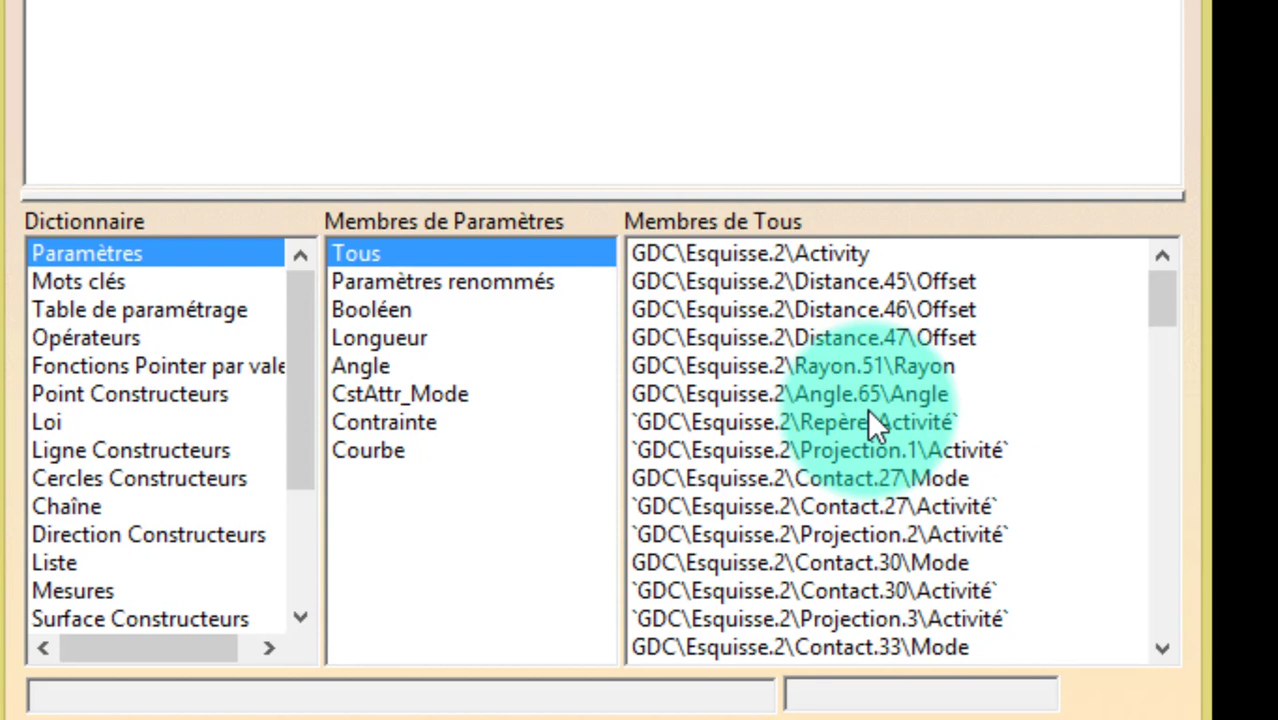 Dictionnaire
Paramètres
Mots clés
Table de paramétrage
Opérateurs
Fonctions Pointer par vale
Point Constructeurs
Loi
Ligne Constructeurs
Cercles Constructeurs
Chaîne
Direction Constructeurs
Liste
Mesures
Surface Constructeurs
Membres de Paramètres
Tous
Paramètres renommés
Booléen
Longueur
Angle
CstAttr_Mode
Contrainte
Courbe
Membres de Tous
GDC\Esquisse.2\Activity
GDC\Esquisse.2\Distance.45\Offset
GDC\Esquisse.2\Distance.46\Offset
GDC\Esquisse.2\Distance.47\Offset
GDC\Esquisse.2\Rayon.51\Rayon
GDC\Esquisse.2\Angle.65\Angle
`GDC\Esquisse.2\Repère\Activité`
`GDC\Esquisse.2\Projection.1\Activité`
GDC\Esquisse.2\Contact.27\Mode
`GDC\Esquisse.2\Contact.27\Activité`
`GDC\Esquisse.2\Projection.2\Activité`
GDC\Esquisse.2\Contact.30\Mode
`GDC\Esquisse.2\Contact.30\Activité`
`GDC\Esquisse.2\Projection.3\Activité`
GDC\Esquisse.2\Contact.33\Mode